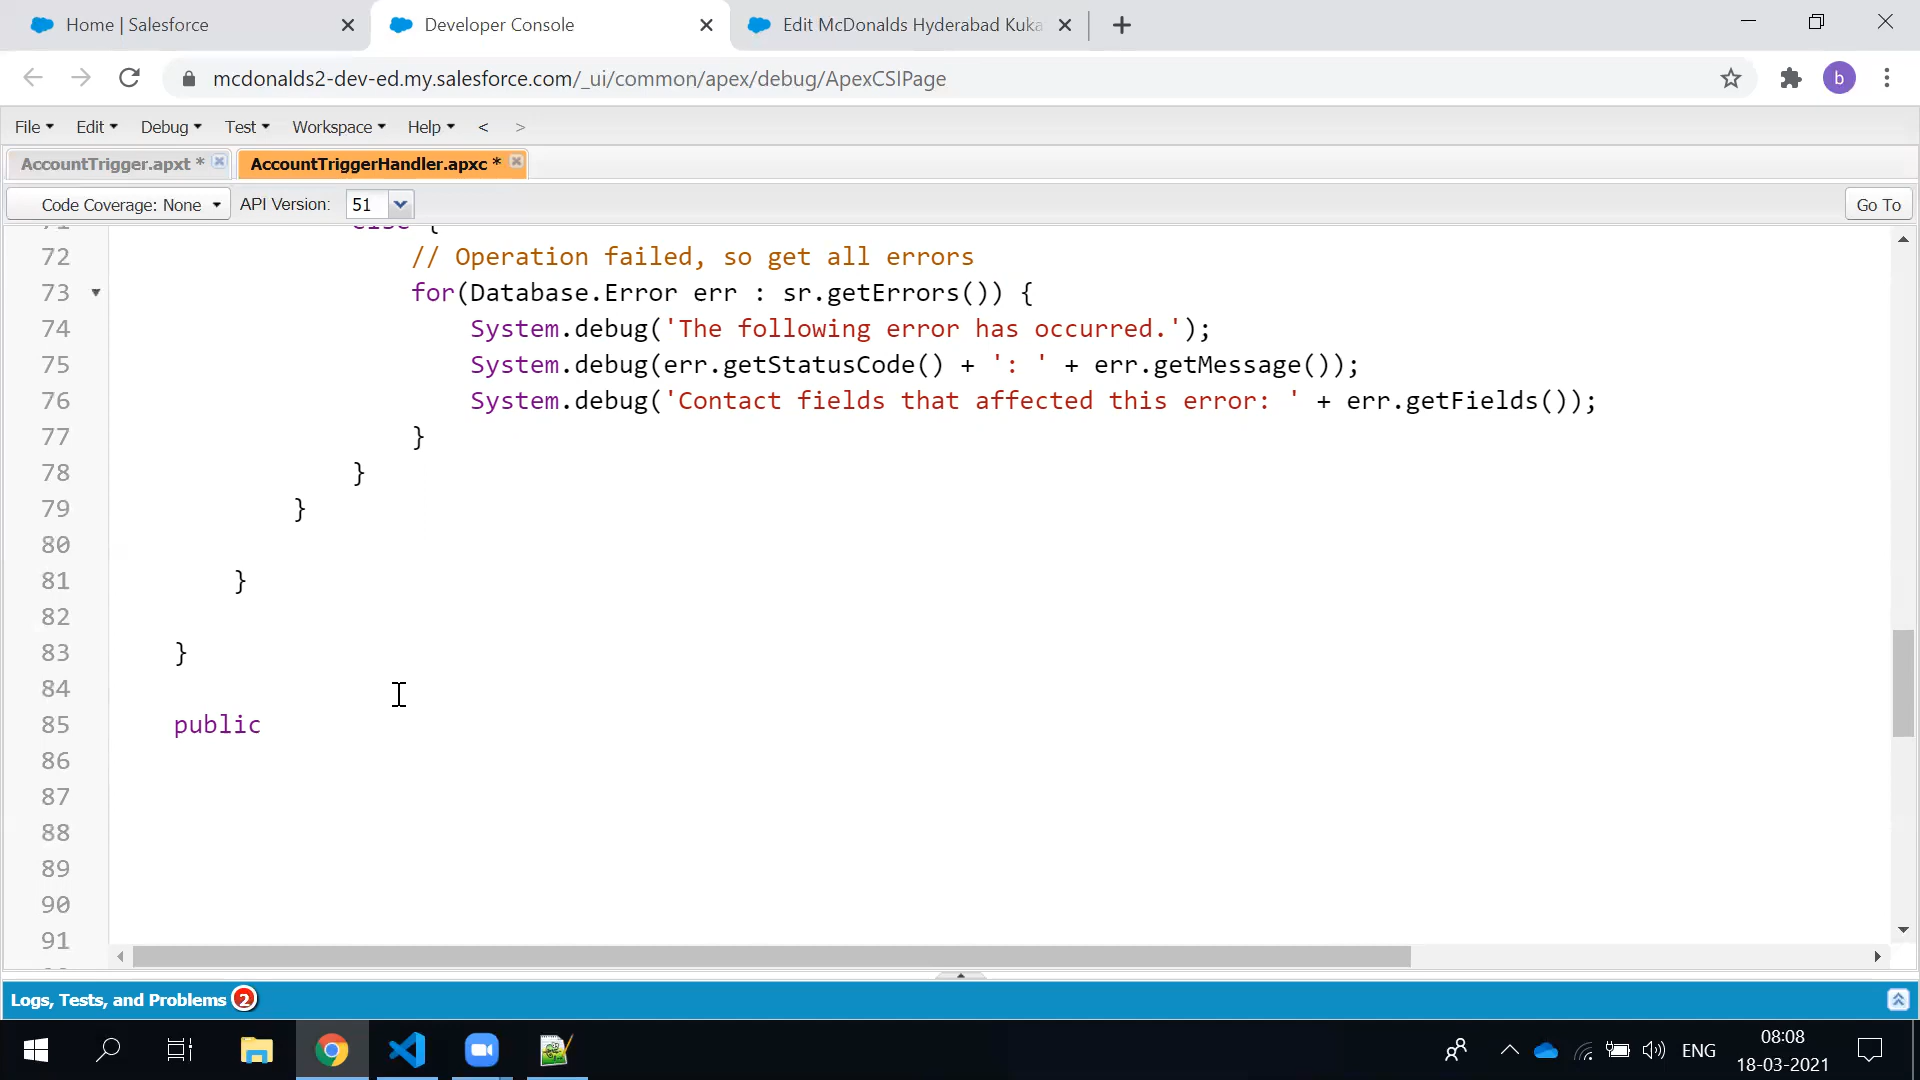 Home | Salesforce
Developer Console
Edit McDonalds Hyderabad Kuka
mcdonalds2-dev-ed.my.salesforce.com/_ui/common/apex/debug/ApexCSIPage
b
File Edit Debug Test Workspace Help < >
AccountTrigger.apxt *
AccountTriggerHandler.apxc *
Code Coverage: None API Version: 51 Go To
71 else {
72 // Operation failed, so get all errors
73 for(Database.Error err : sr.getErrors()) {
74 System.debug('The following error has occurred.');
75 System.debug(err.getStatusCode() + ': ' + err.getMessage());
76 System.debug('Contact fields that affected this error: ' + err.getFields());
77 }
78 }
79 }
80
81 }
82
83 }
84
85 public
86
87
88
89
90
91
Logs, Tests, and Problems 2
ENG
08:08
18-03-2021